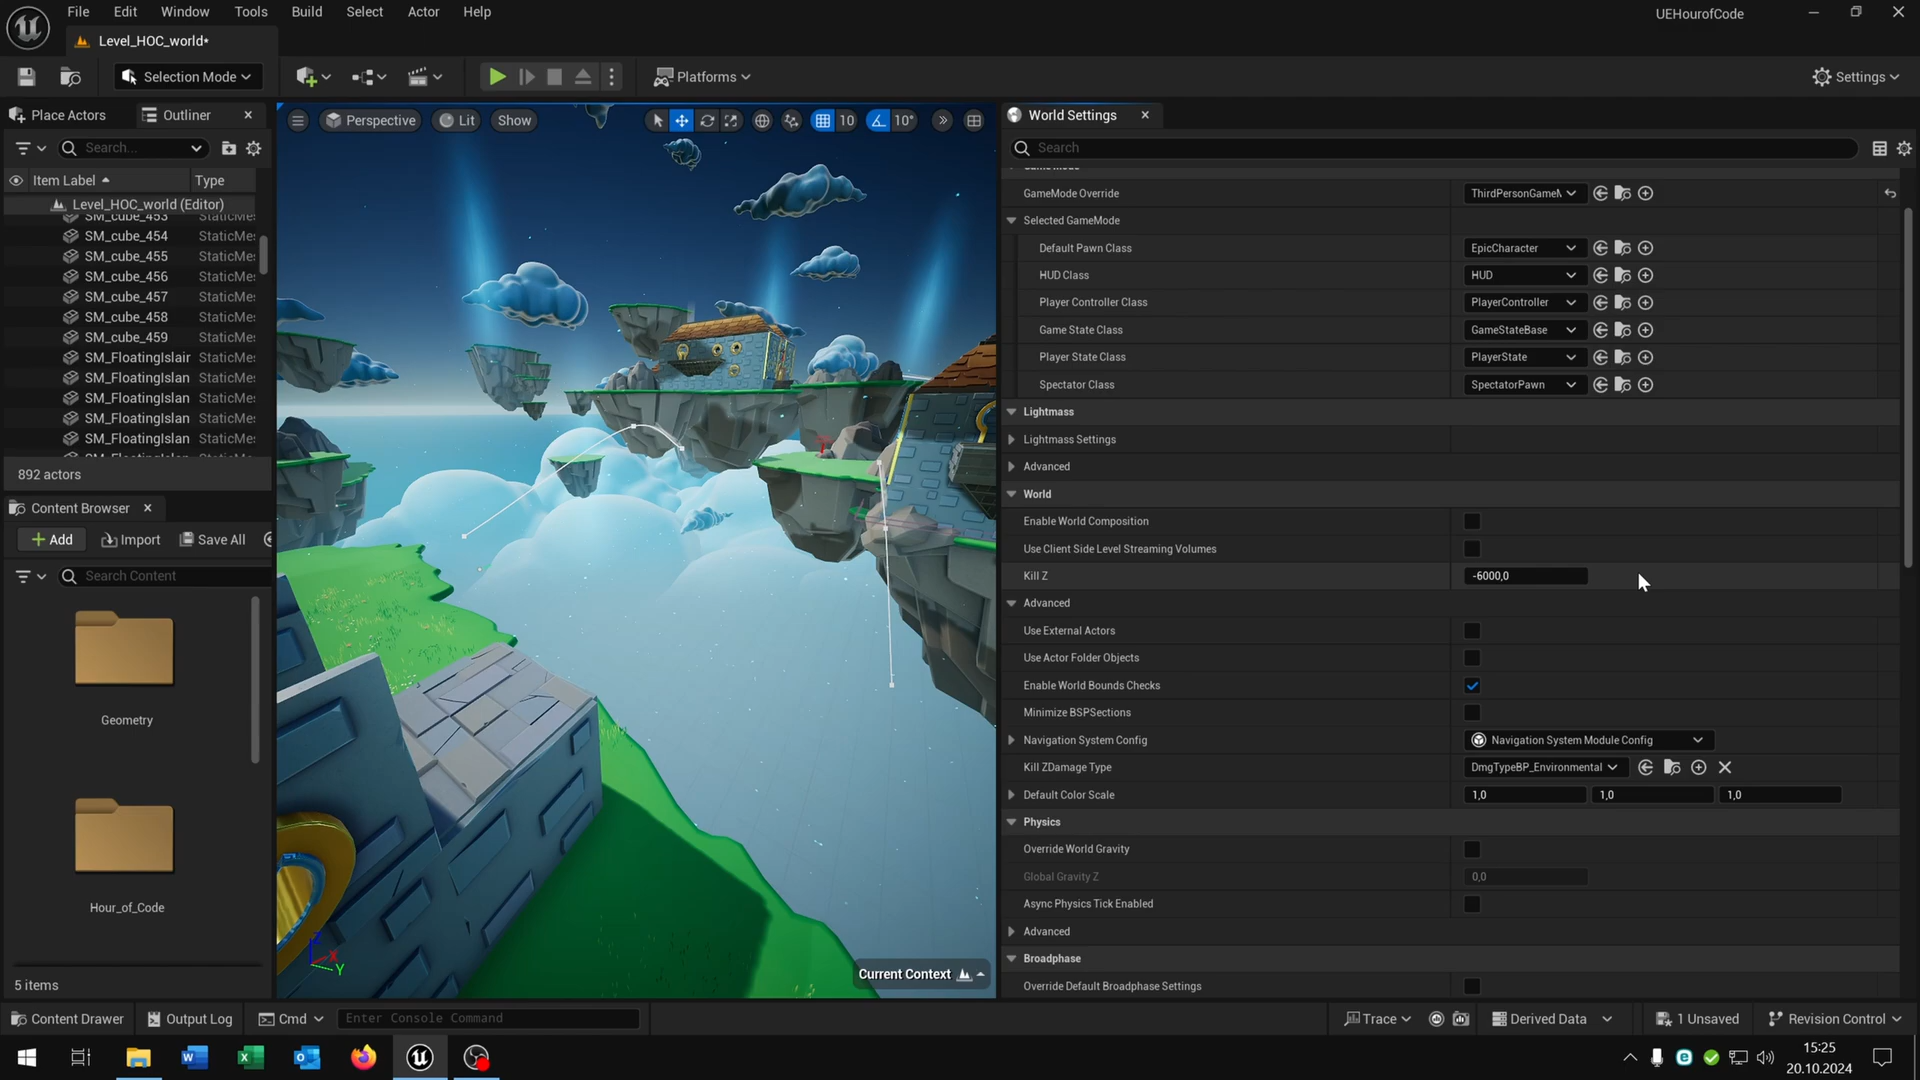 File Edit Window Tools Build Select Actor Help
UEHourofCode
Level_HOC_world*
Selection Mode
Platforms
Settings
Place Actors
Outliner
Search...
Item Label
Type
Level_HOC_world (Editor)
SM_cube_453 StaticMe
SM_cube_454 StaticMe
SM_cube_455 StaticMe
SM_cube_456 StaticMe
SM_cube_457 StaticMe
SM_cube_458 StaticMe
SM_cube_459 StaticMe
SM_FloatingIslan StaticMe
SM_FloatingIslan StaticMe
SM_FloatingIslan StaticMe
SM_FloatingIslan StaticMe
SM_FloatingIslan StaticMe
892 actors
Content Browser
Add
Import
Save All
Search Content
Geometry
Hour_of_Code
5 items
Perspective
Lit
Show
10
10°
X
Y
Z
Current Context
World Settings
Search
GameMode Override ThirdPersonGame
Selected GameMode
Default Pawn Class EpicCharacter
HUD Class HUD
Player Controller Class PlayerController
Game State Class GameStateBase
Player State Class PlayerState
Spectator Class SpectatorPawn
Lightmass
Lightmass Settings
Advanced
World
Enable World Composition
Use Client Side Level Streaming Volumes
Kill Z -6000,0
Advanced
Use External Actors
Use Actor Folder Objects
Enable World Bounds Checks
Minimize BSPSections
Navigation System Config Navigation System Module Config
Kill ZDamage Type DmgTypeBP_Environmental
Default Color Scale 1,0 1,0 1,0
Physics
Override World Gravity
Global Gravity Z 0,0
Async Physics Tick Enabled
Advanced
Broadphase
Override Default Broadphase Settings
Content Drawer
Output Log
Cmd
Enter Console Command
Trace
Derived Data
1 Unsaved
Revision Control
15:25
20.10.2024